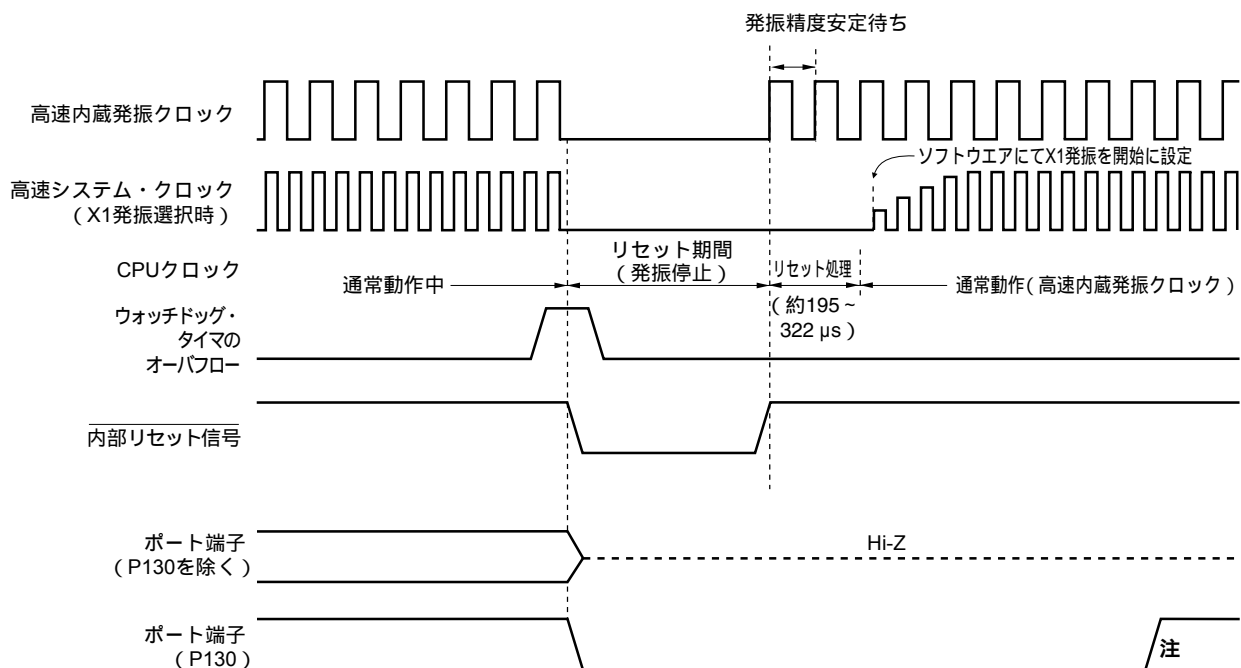 発振精度安定待ち
高速内蔵発振クロック
ソフトウエアにてX1発振を開始に設定
高速システム・クロック
（X1発振選択時）
リセット期間
（発振停止）
リセット処理
CPUクロック
通常動作中
通常動作（高速内蔵発振クロック）
（約195～
322 µs）
ウォッチドッグ・
タイマの
オーバフロー
内部リセット信号
ポート端子
（P130を除く）
Hi-Z
ポート端子
（P130）
注